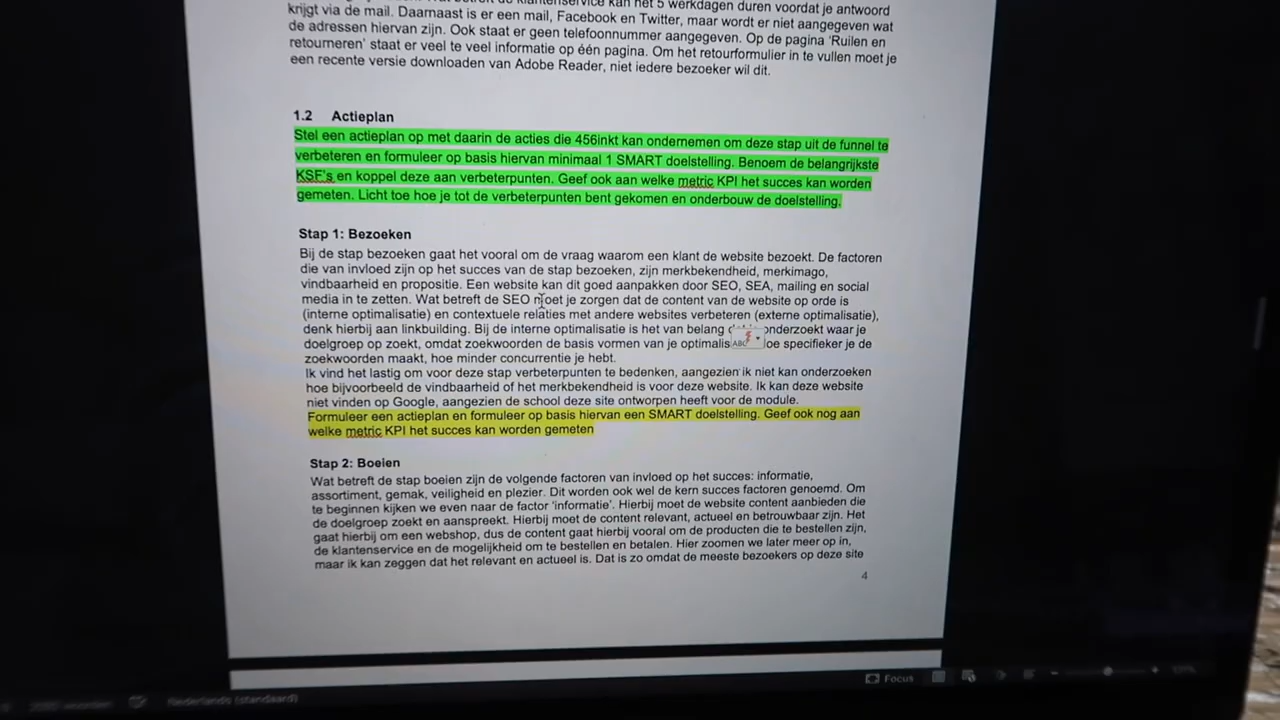 klantenservice kan het 5 werkdagen duren voordat je antwoord
krijgt via de mail. Daarnaast is er een mail, Facebook en Twitter, maar wordt er niet aangegeven wat
de adressen hiervan zijn. Ook staat er geen telefoonnummer aangegeven. Op de pagina 'Ruilen en
retourneren' staat er veel te veel informatie op één pagina. Om het retourformulier in te vullen moet je
een recente versie downloaden van Adobe Reader, niet iedere bezoeker wil dit.
1.2 Actieplan
Stel een actieplan op met daarin de acties die 456inkt kan ondernemen om deze stap uit de funnel te
verbeteren en formuleer op basis hiervan minimaal 1 SMART doelstelling. Benoem de belangrijkste
KSF's en koppel deze aan verbeterpunten. Geef ook aan welke metric KPI het succes kan worden
gemeten. Licht toe hoe je tot de verbeterpunten bent gekomen en onderbouw de doelstelling.
Stap 1: Bezoeken
Bij de stap bezoeken gaat het vooral om de vraag waarom een klant de website bezoekt. De factoren
die van invloed zijn op het succes van de stap bezoeken, zijn merkbekendheid, merkimago,
vindbaarheid en propositie. Een website kan dit goed aanpakken door SEO, SEA, mailing en social
media in te zetten. Wat betreft de SEO moet je zorgen dat de content van de website op orde is
(interne optimalisatie) en contextuele relaties met andere websites verbeteren (externe optimalisatie),
denk hierbij aan linkbuilding. Bij de interne optimalisatie is het van belang onderzoekt waar je
doelgroep op zoekt, omdat zoekwoorden de basis vormen van je specifieker je de
zoekwoorden maakt, hoe minder concurrentie je hebt.
Ik vind het lastig om voor deze stap verbeterpunten te bedenken, aangezien ik niet kan onderzoeken
hoe bijvoorbeeld de vindbaarheid of het merkbekendheid is voor deze website. Ik kan deze website
niet vinden op Google, aangezien de school deze site ontworpen heeft voor de module.
Formuleer een actieplan en formuleer op basis hiervan een SMART doelstelling. Geef ook nog aan
welke metric KPI het succes kan worden gemeten
Stap 2: Boeien
Wat betreft de stap boeien zijn de volgende factoren van invloed op het succes: informatie,
assortiment, gemak, veiligheid en plezier. Dit worden ook wel de kern succes factoren genoemd. Om
te beginnen kijken we even naar de factor 'informatie'. Hierbij moet de website content aanbieden die
de doelgroep zoekt en aanspreekt. Hierbij moet de content relevant, actueel en betrouwbaar zijn. Het
gaat hierbij om een webshop, dus de content gaat hierbij vooral om de producten die te bestellen zijn,
de klantenservice en de mogelijkheid om te bestellen en betalen. Hier zoomen we later meer op in,
maar ik kan zeggen dat het relevant en actueel is. Dat is zo omdat de meeste bezoekers op deze site
4
Focus
Nederlands (standaard)